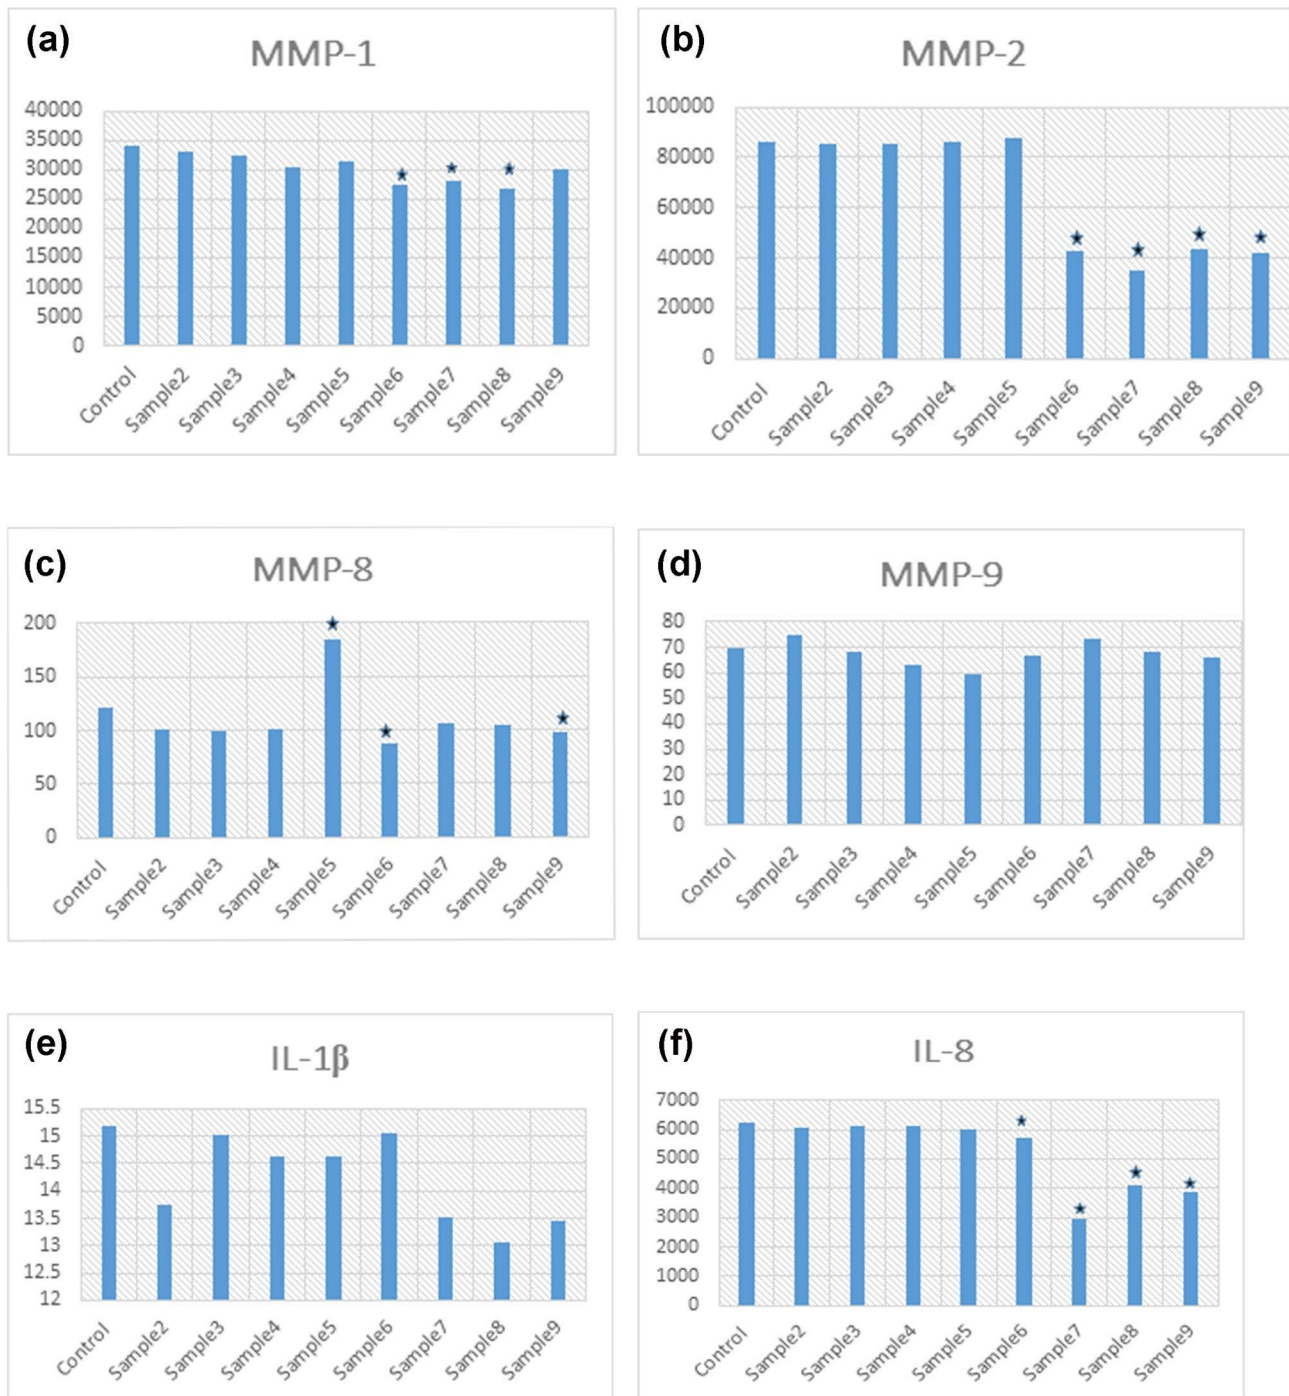 (a)
MMP-1
40000
35000
30000
25000
20000
15000
10000
5000
0
Control
Sample2
Sample3
Sample4
Sample5
Sample6
Sample7
Sample8
Sample9
(b)
MMP-2
100000
80000
60000
40000
20000
0
Control
Sample2
Sample3
Sample4
Sample5
Sample6
Sample7
Sample8
Sample9
(c)
MMP-8
200
150
100
50
0
Control
Sample2
Sample3
Sample4
Sample5
Sample6
Sample7
Sample8
Sample9
(d)
MMP-9
80
70
60
50
40
30
20
10
0
Control
Sample2
Sample3
Sample4
Sample5
Sample6
Sample7
Sample8
Sample9
(e)
IL-1β
15.5
15
14.5
14
13.5
13
12.5
12
Control
Sample2
Sample3
Sample4
Sample5
Sample6
Sample7
Sample8
Sample9
(f)
IL-8
7000
6000
5000
4000
3000
2000
1000
0
Control
Sample2
Sample3
Sample4
Sample5
Sample6
Sample7
Sample8
Sample9